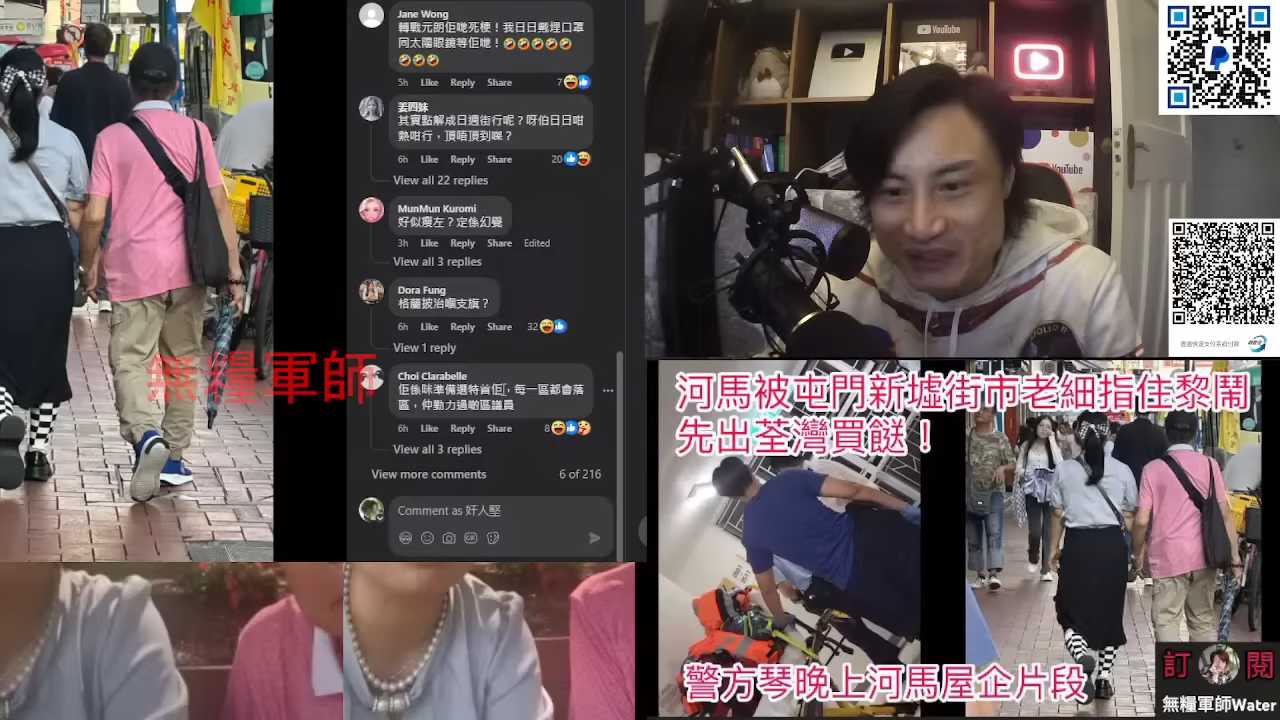 Jane Wong
轉戰元朗佢呢死梗！我日日戴埋口罩
同太陽眼鏡等佢哋！🤣🤣🤣🤣🤣
🤣🤣🤣
5h Like Reply Share 7
姜四妹
其實點解成日週街行呢？呀伯日日咁
熱咁行，頂唔頂到㗎？
6h Like Reply Share 20
View all 22 replies
MunMun Kuromi
好似瘦左？定係幻覺
3h Like Reply Share Edited
View all 3 replies
Dora Fung
格蘭披治嗰支旗？
6h Like Reply Share 32
View 1 reply
Choi Clarabelle
佢係咪準備選特首佢，每一區都會落
區，仲勤力過啲區議員
6h Like Reply Share 8
View all 3 replies
View more comments 6 of 216
Comment as 奸人堅
GIF
無糧軍師
YouTube
YouTube
PayPal
河馬被屯門新墟街市老細指住黎鬧
先出荃灣買餸！
警方琴晚上河馬屋企片段
訂閱
無糧軍師Water